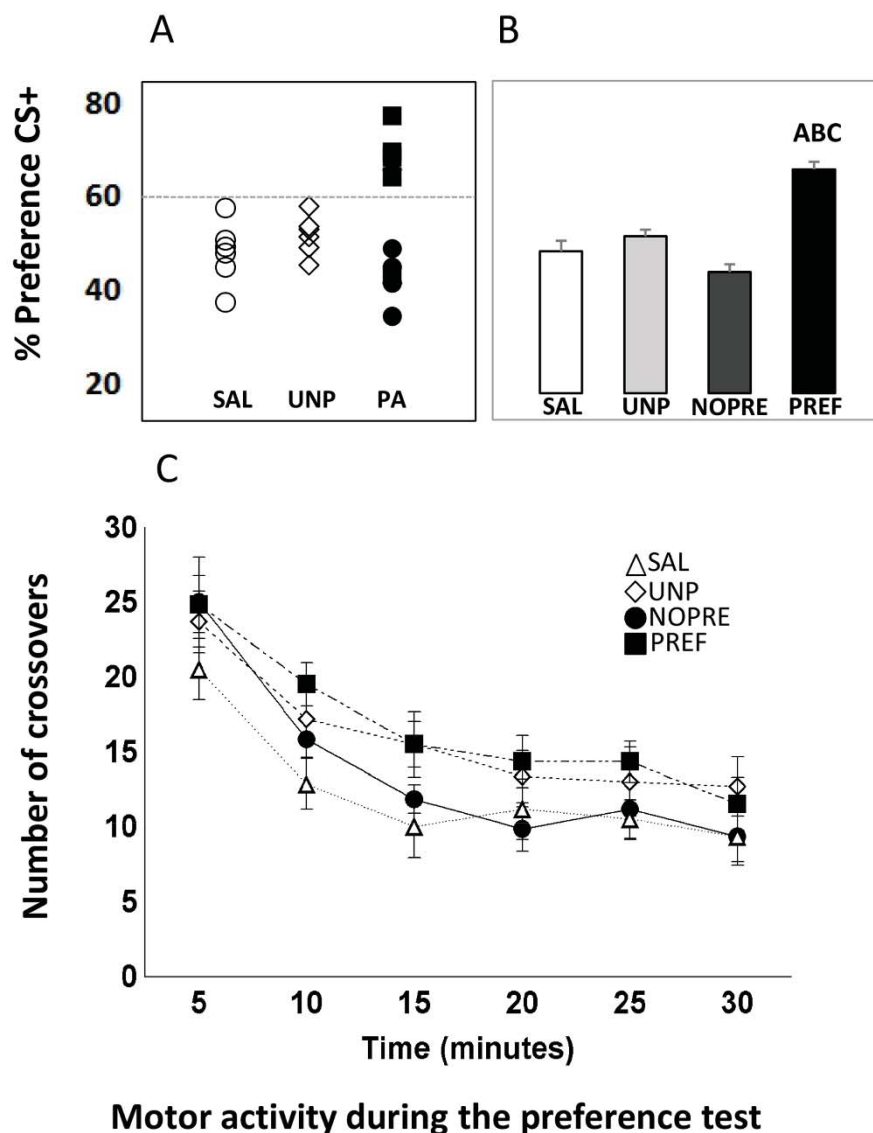 A
B
% Preference CS+
80
60
40
20
SAL UNP PA
ABC
SAL UNP NOPRE PREF
C
Number of crossovers
30
25
20
15
10
5
0
SAL
UNP
NOPRE
PREF
5 10 15 20 25 30
Time (minutes)
Motor activity during the preference test